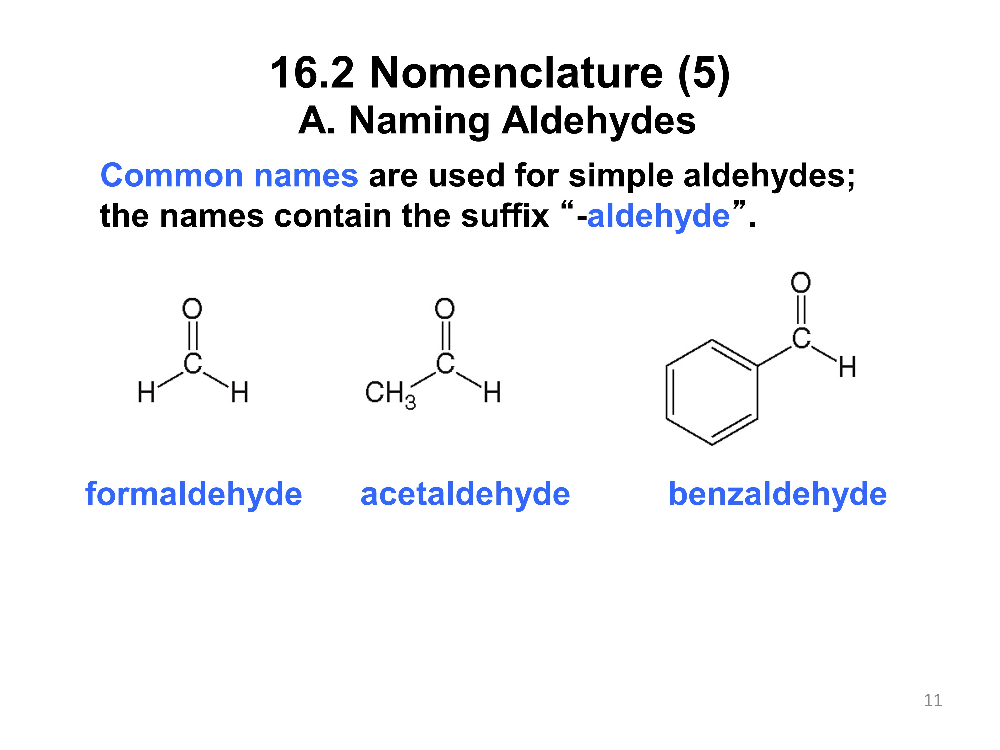 16.2 Nomenclature (5)
A. Naming Aldehydes
Common names are used for simple aldehydes;
the names contain the suffix “-aldehyde”.
O
C
H H
O
C
CH3 H
O
C
H
formaldehyde acetaldehyde benzaldehyde
11